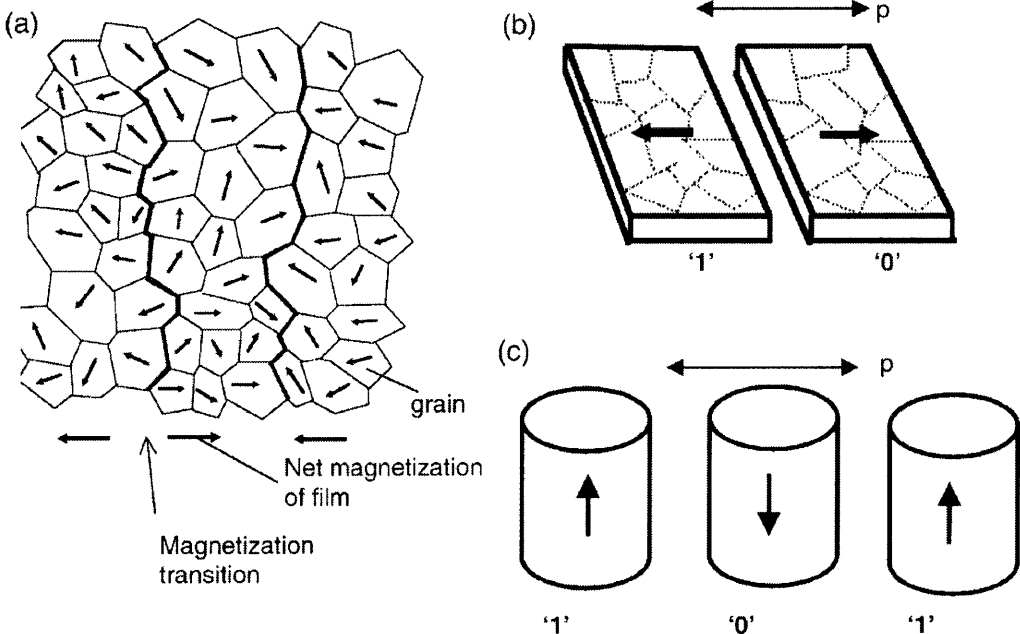 (a)
grain
Net magnetization
of film
Magnetization
transition
(b)
p
‘1’
‘0’
(c)
p
‘1’
‘0’
‘1’